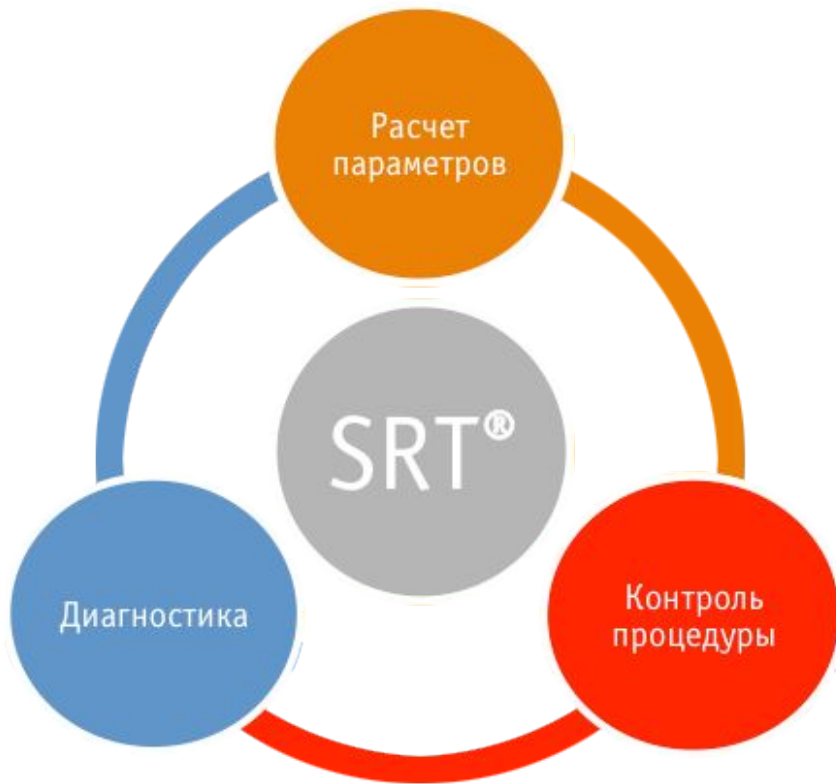 Расчет
параметров
SRT®
Диагностика
Контроль
процедуры